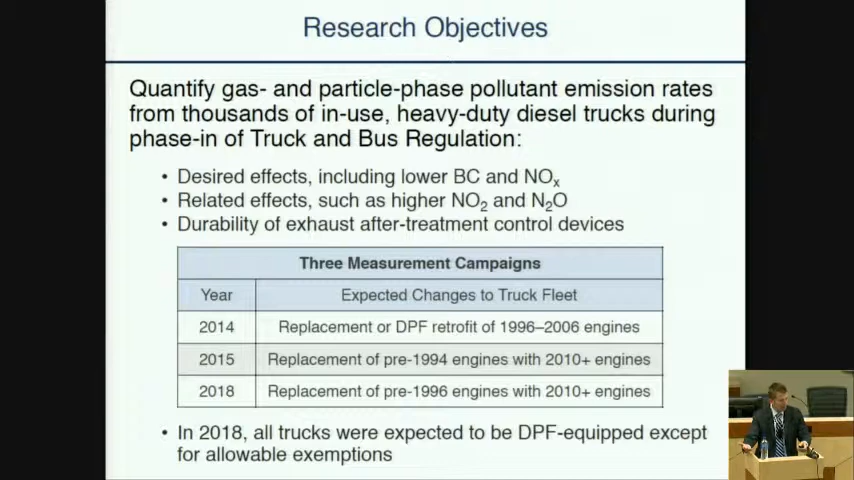 Research Objectives
Quantify gas- and particle-phase pollutant emission rates
from thousands of in-use, heavy-duty diesel trucks during
phase-in of Truck and Bus Regulation:
• Desired effects, including lower BC and NOx
• Related effects, such as higher NO2 and N2O
• Durability of exhaust after-treatment control devices
Three Measurement Campaigns
Year Expected Changes to Truck Fleet
2014 Replacement or DPF retrofit of 1996–2006 engines
2015 Replacement of pre-1994 engines with 2010+ engines
2018 Replacement of pre-1996 engines with 2010+ engines
• In 2018, all trucks were expected to be DPF-equipped except
for allowable exemptions